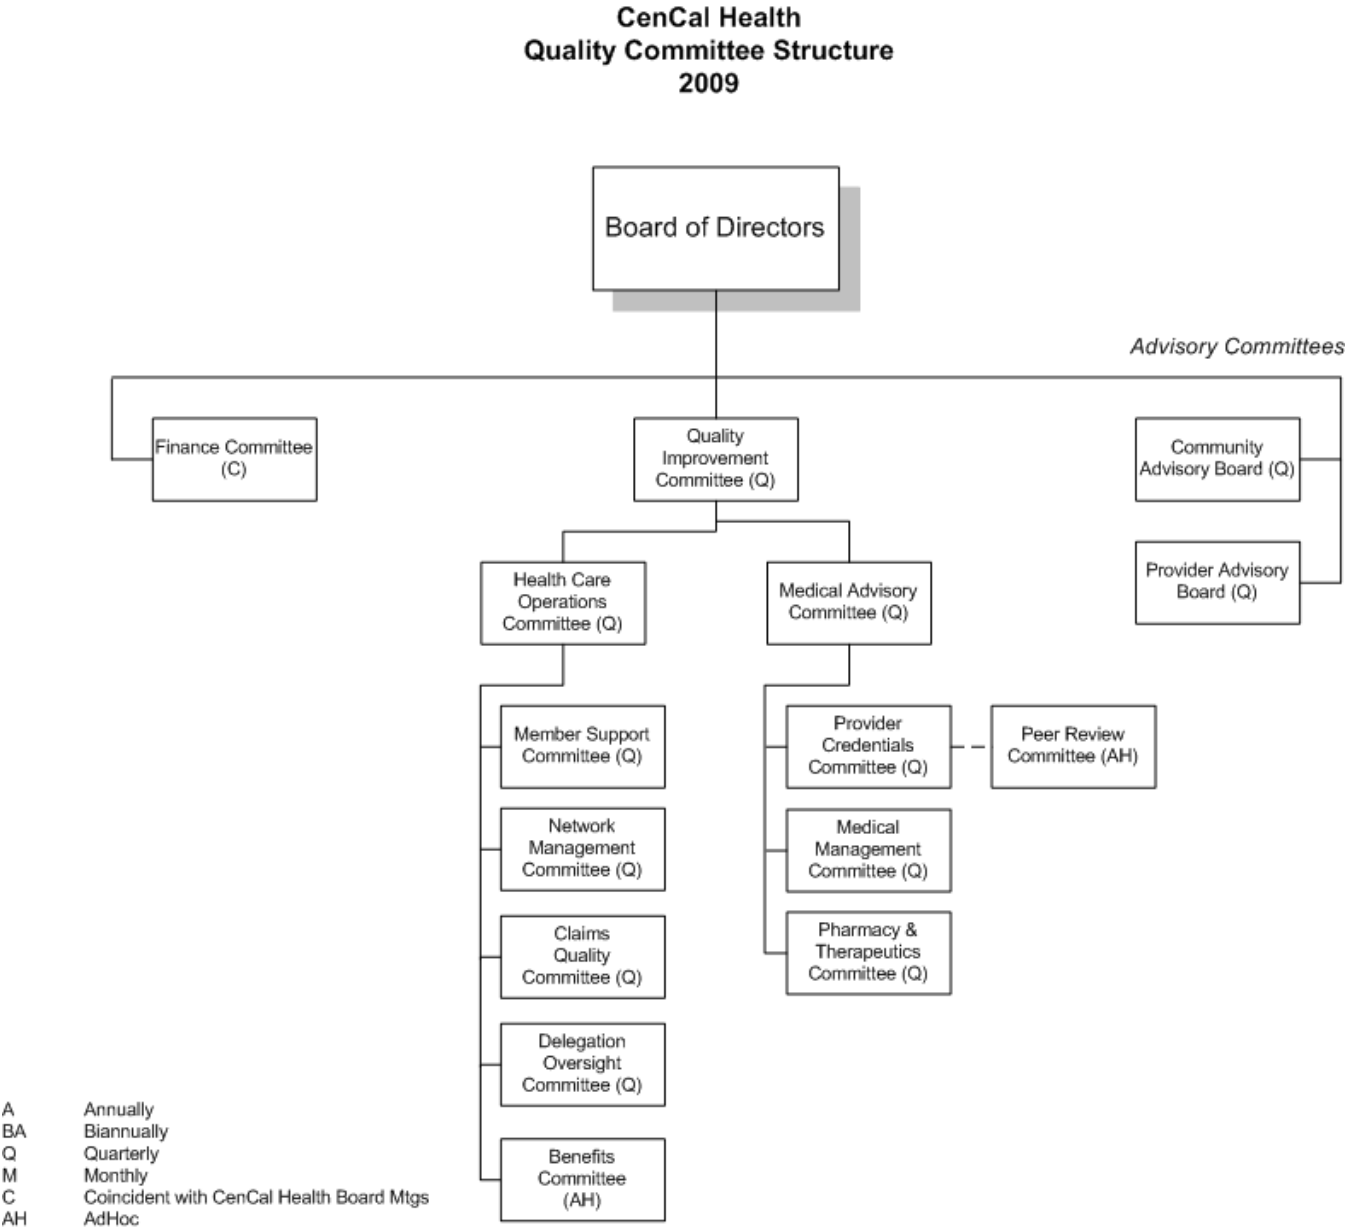 CenCal Health
Quality Committee Structure
2009
Board of Directors
Advisory Committees
Finance Committee
(C)
Quality
Improvement
Committee (Q)
Community
Advisory Board (Q)
Provider Advisory
Board (Q)
Health Care
Operations
Committee (Q)
Medical Advisory
Committee (Q)
Member Support
Committee (Q)
Network
Management
Committee (Q)
Claims
Quality
Committee (Q)
Delegation
Oversight
Committee (Q)
Benefits
Committee
(AH)
Provider
Credentials
Committee (Q)
Peer Review
Committee (AH)
Medical
Management
Committee (Q)
Pharmacy &
Therapeutics
Committee (Q)
A Annually
BA Biannually
Q Quarterly
M Monthly
C Coincident with CenCal Health Board Mtgs
AH AdHoc